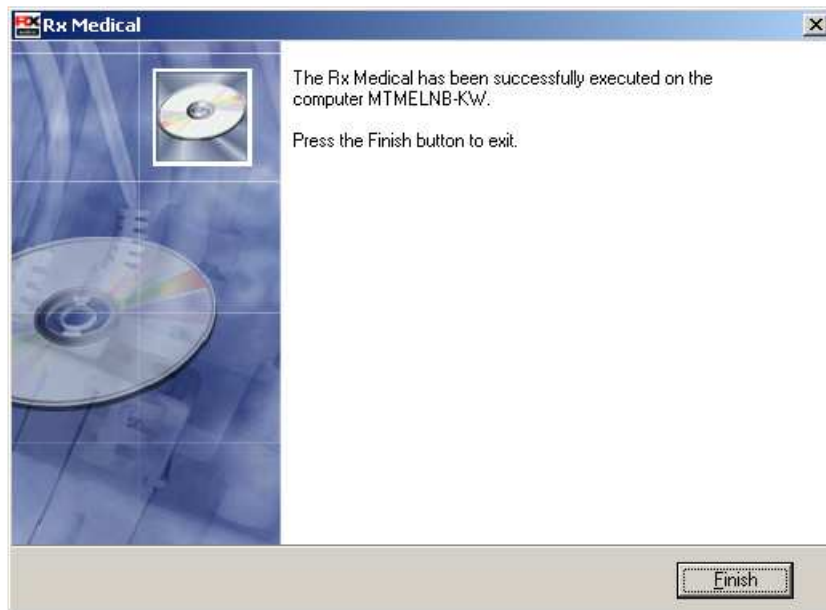 Rx Medical
The Rx Medical has been successfully executed on the
computer MTMELNB-KW.
Press the Finish button to exit.
Finish